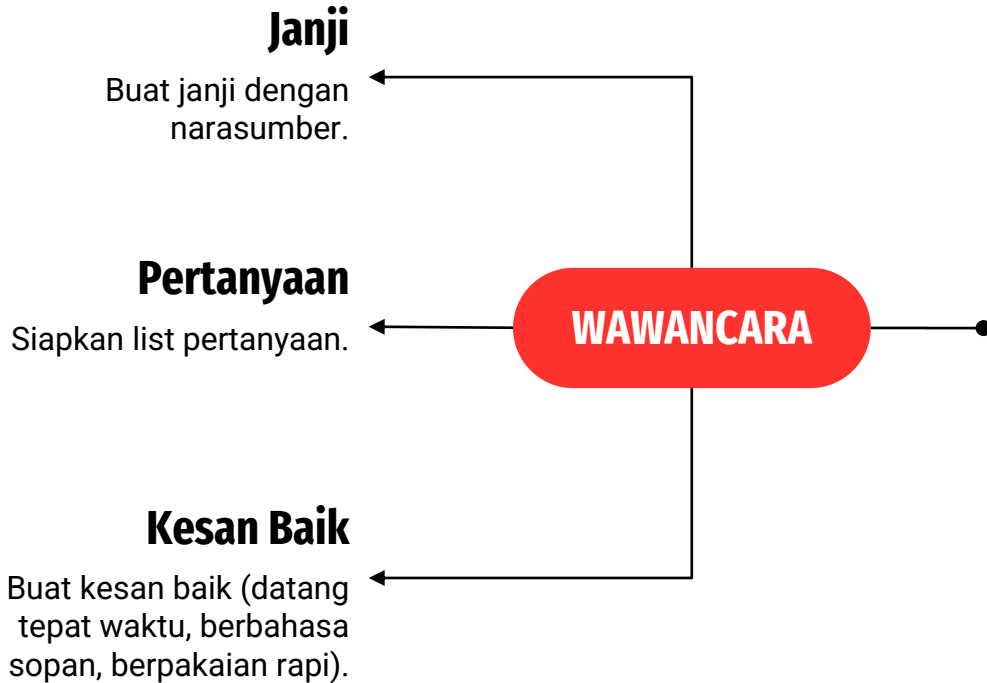 Janji
Buat janji dengan
narasumber.
Pertanyaan
Siapkan list pertanyaan.
WAWANCARA
Kesan Baik
Buat kesan baik (datang
tepat waktu, berbahasa
sopan, berpakaian rapi).